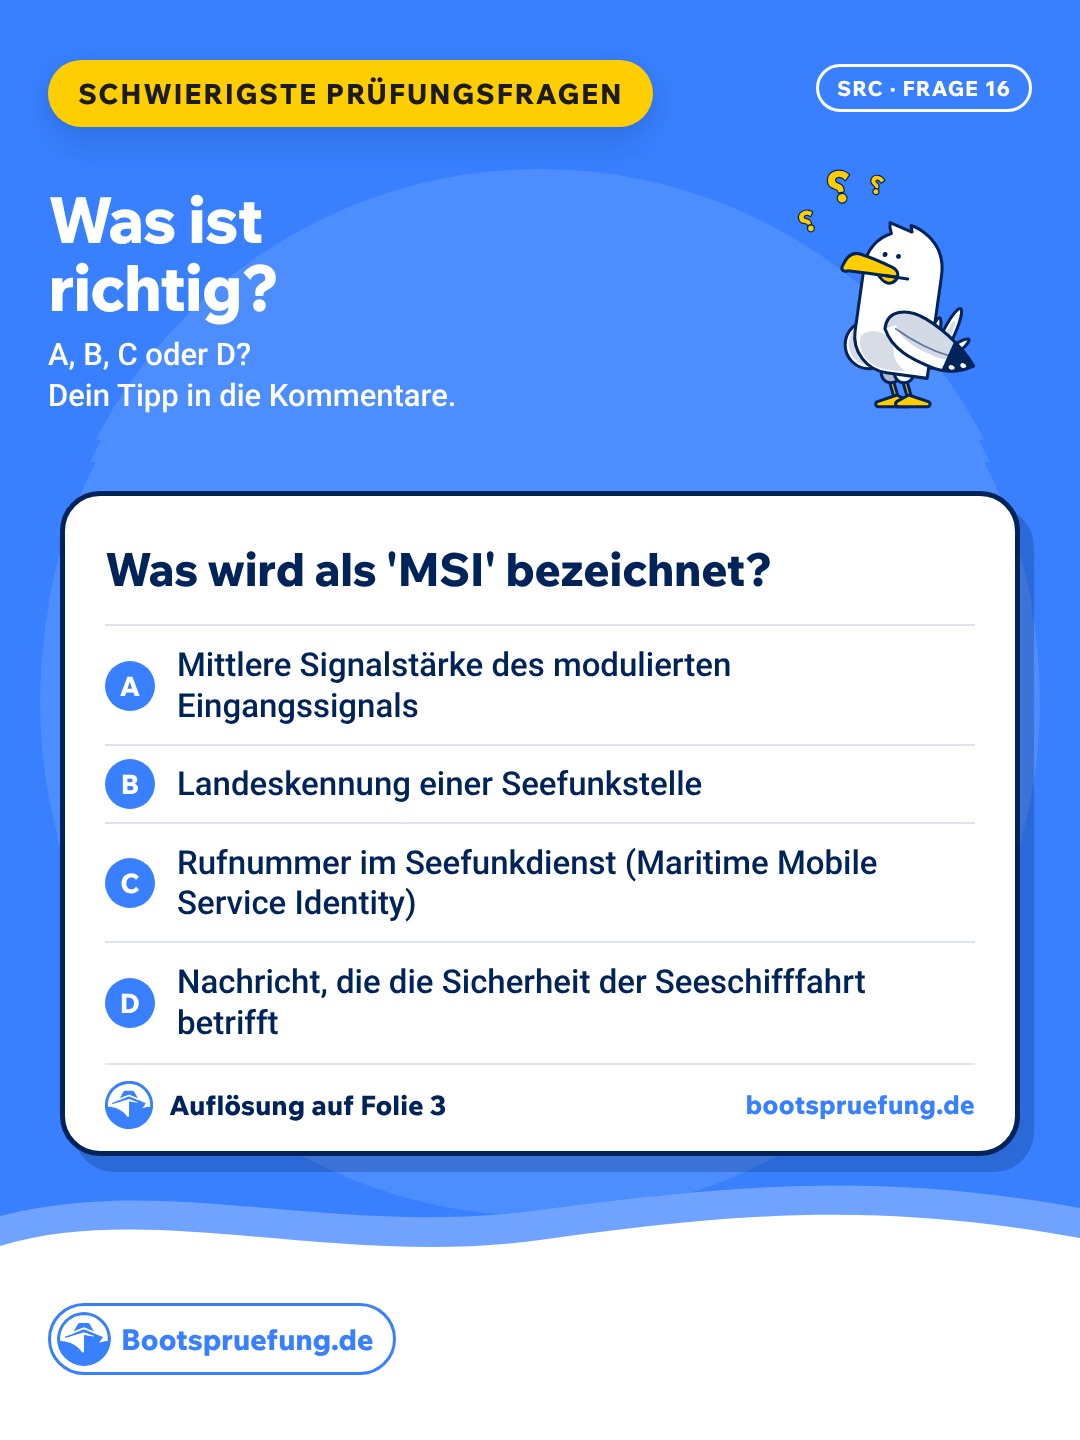 SCHWIERIGSTE PRÜFUNGSFRAGEN
SRC · FRAGE 16
Was ist
richtig?
A, B, C oder D?
Dein Tipp in die Kommentare.
Was wird als 'MSI' bezeichnet?
A Mittlere Signalstärke des modulierten
Eingangssignals
B Landeskennung einer Seefunkstelle
C Rufnummer im Seefunkdienst (Maritime Mobile
Service Identity)
D Nachricht, die die Sicherheit der Seeschifffahrt
betrifft
Auflösung auf Folie 3
bootspruefung.de
Bootspruefung.de